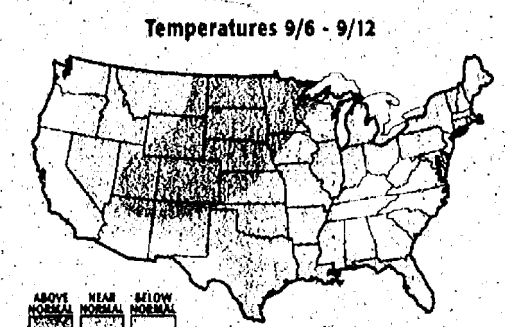 Temperatures 9/6 - 9/12
ABOVE NORMAL
NEAR NORMAL
BELOW NORMAL